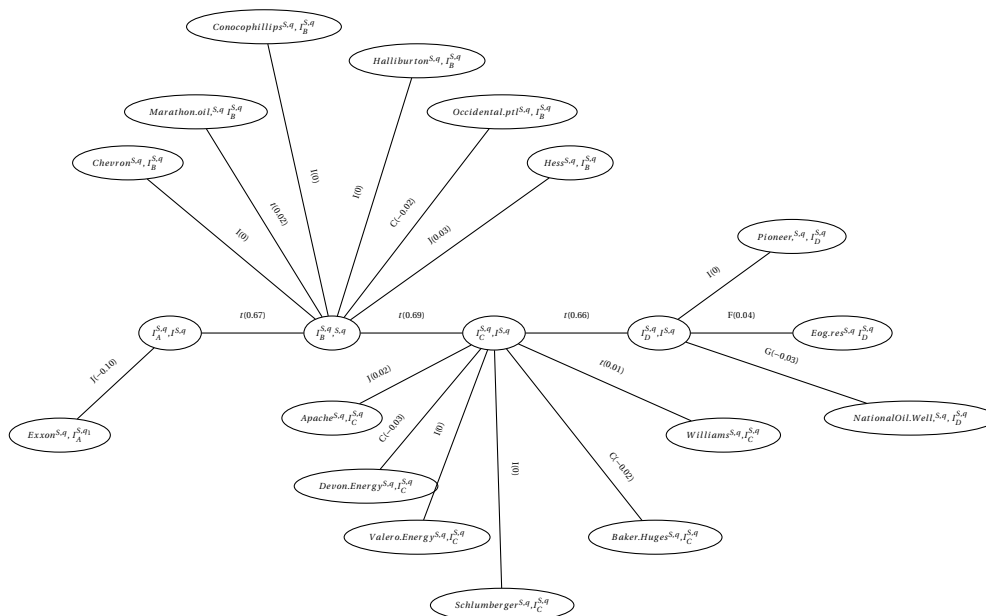 Conocophillips^{S,q}, I_B^{S,q}
Halliburton^{S,q}, I_B^{S,q}
Marathon.oil,^{S,q} I_B^{S,q}
Occidental.ptl^{S,q}, I_B^{S,q}
Chevron^{S,q}, I_B^{S,q}
Hess^{S,q}, I_B^{S,q}
I(0)
I(0)
t(0.02)
C(−0.02)
I(0)
J(0.03)
Pioneer,^{S,q}, I_D^{S,q}
I(0)
t(0.67)
t(0.69)
t(0.66)
F(0.04)
I_A^{S,q},I^{S,q}
I_B^{S,q},^{S,q}
I_C^{S,q},I^{S,q}
I_D^{S,q},I^{S,q}
Eog.res^{S,q} I_D^{S,q}
G(−0.03)
J(−0.10)
J(0.02)
t(0.01)
Apache^{S,q},I_C^{S,q}
NationalOil.Well,^{S,q}, I_D^{S,q}
C(−0.03)
I(0)
Exxon^{S,q}, I_A^{S,q_1}
Williams^{S,q},I_C^{S,q}
I(0)
C(−0.02)
Devon.Energy^{S,q},I_C^{S,q}
Valero.Energy^{S,q},I_C^{S,q}
Baker.Huges^{S,q},I_C^{S,q}
Schlumberger^{S,q},I_C^{S,q}